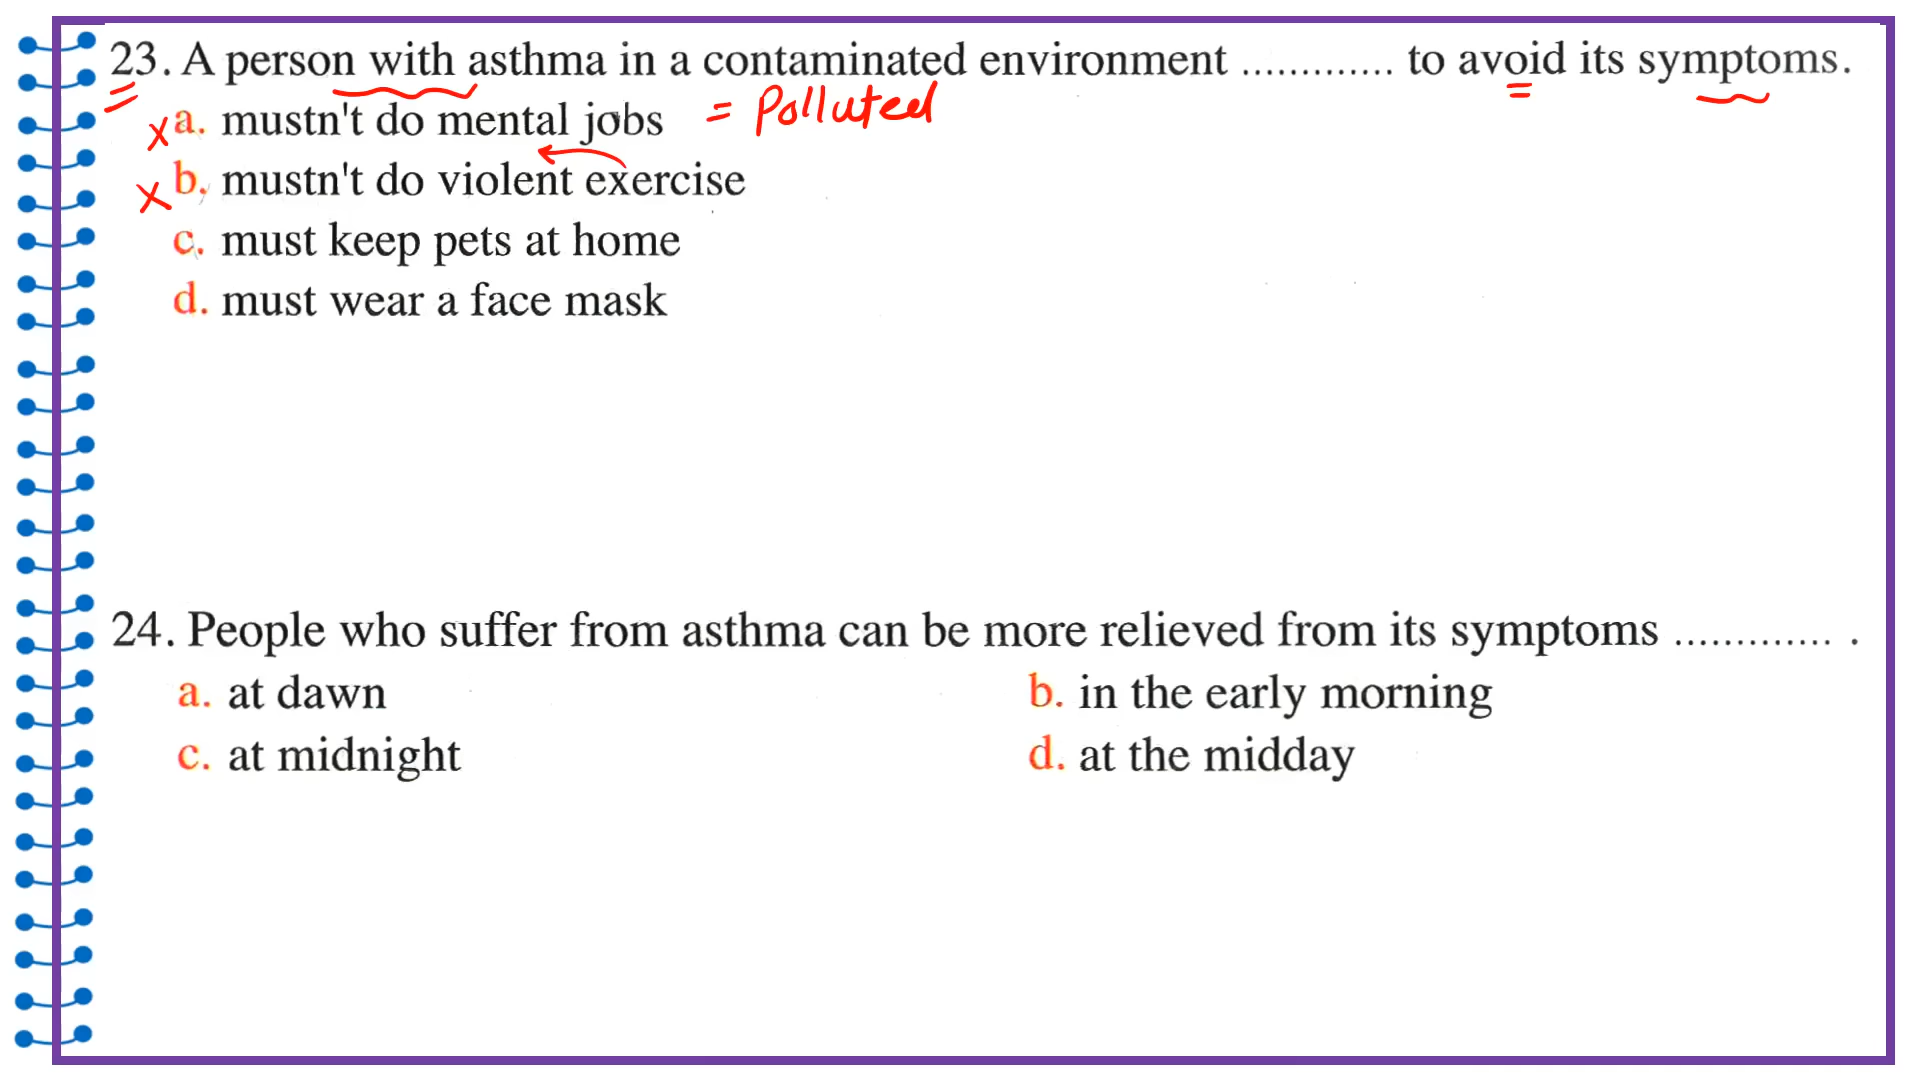 23. A person with asthma in a contaminated environment ............. to avoid its symptoms.
x a. mustn't do mental jobs = Polluted
x b. mustn't do violent exercise
c. must keep pets at home
d. must wear a face mask
24. People who suffer from asthma can be more relieved from its symptoms ............. .
a. at dawn b. in the early morning
c. at midnight d. at the midday